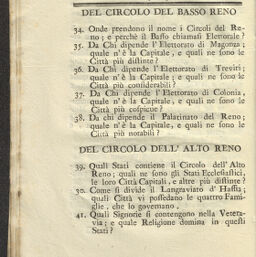 DEL CIRCOLO DEL BASSO RENO
34. Onde prendono il nome i Circoli del Re-
no; e perchè il Basso chiamasi Elettorale?
35. Da Chi dipende l'Elettorato di Magonza;
quale n'è la Capitale, e quali ne sono le
Città più distinte?
36. Da Chi dipende l'Elettorato di Treviri;
quale n'è la Capitale; e quali ne sono le
Città più considerabili?
37. Da Chi dipende l'Elettorato di Colonia,
quale n'è la Capitale, e quali ne sono le
Città più cospicue?
38. Da chi dipende il Palatinato del Reno;
quale n'è la Capitale, e quali ne sono le
Città più notabili?
DEL CIRCOLO DELL' ALTO RENO
39. Quali Stati contiene il Circolo dell'Alto
Reno; quali ne sono gli Stati Ecclesiastici,
le loro Città Capitali, e altre più distinte?
30. Come si divide il Langraviato d'Hassia;
quali Città vi possedano le quattro Fami-
glie, che lo governano.
41. Quali Signorie si contengono nella Vetera-
via; e quale Religione domina in questi
Stati?